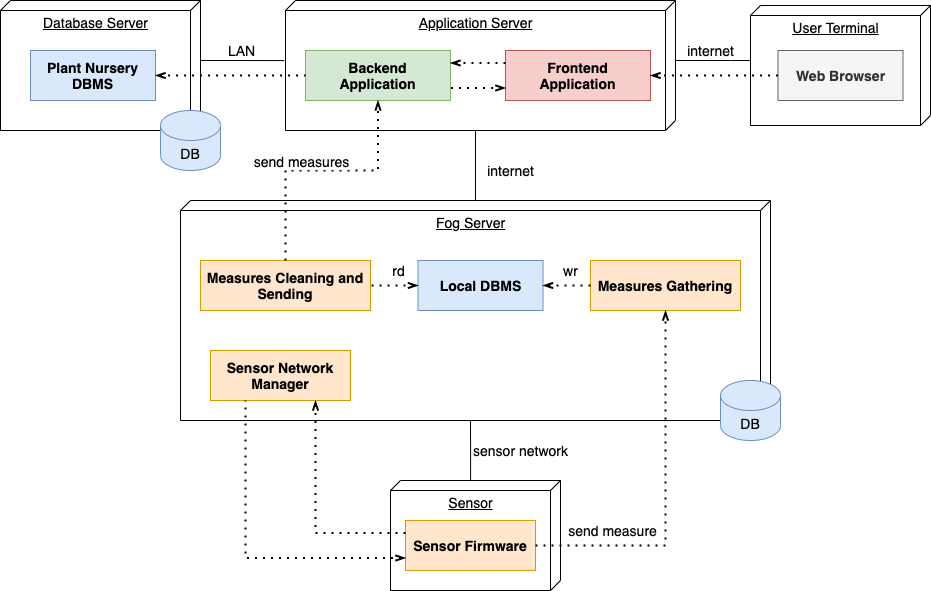 Database Server
Application Server
User Terminal
LAN
internet
Plant Nursery
DBMS
Backend
Application
Frontend
Application
Web Browser
DB
send measures
internet
Fog Server
Measures Cleaning and
Sending
rd
Local DBMS
wr
Measures Gathering
Sensor Network
Manager
DB
sensor network
Sensor
send measure
Sensor Firmware